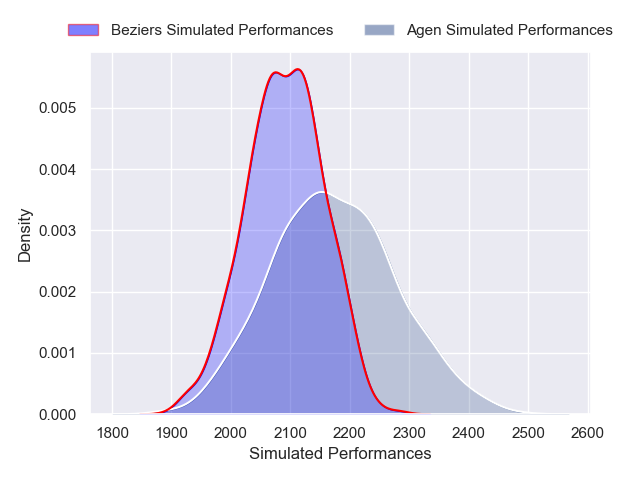 Beziers Simulated Performances Agen Simulated Performances
0.005
0.004
0.003
0.002
0.001
0.000
Density
1800 1900 2000 2100 2200 2300 2400 2500 2600
Simulated Performances